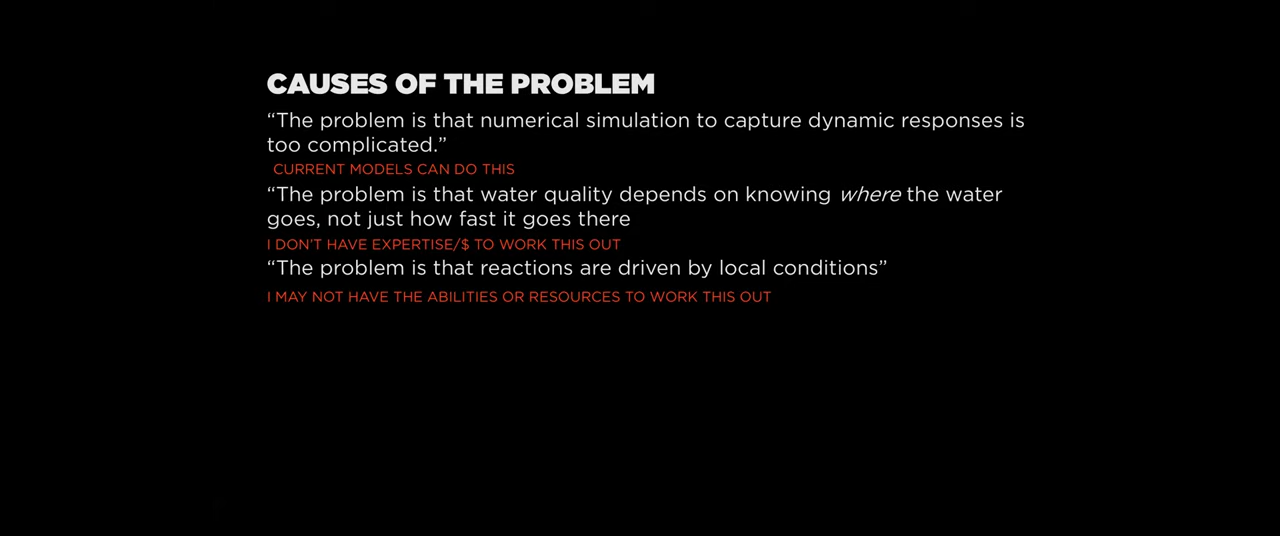 CAUSES OF THE PROBLEM
“The problem is that numerical simulation to capture dynamic responses is
too complicated.”
CURRENT MODELS CAN DO THIS
“The problem is that water quality depends on knowing where the water
goes, not just how fast it goes there
I DON’T HAVE EXPERTISE/$ TO WORK THIS OUT
“The problem is that reactions are driven by local conditions”
I MAY NOT HAVE THE ABILITIES OR RESOURCES TO WORK THIS OUT